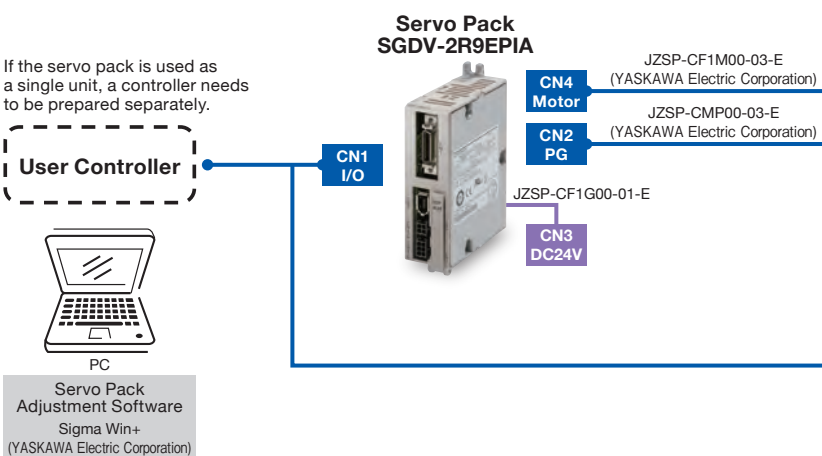 Servo Pack
SGDV-2R9EPIA
If the servo pack is used as
a single unit, a controller needs
to be prepared separately.
User Controller
CN1
I/O
CN4
Motor
JZSP-CF1M00-03-E
(YASKAWA Electric Corporation)
CN2
PG
JZSP-CMP00-03-E
(YASKAWA Electric Corporation)
JZSP-CF1G00-01-E
CN3
DC24V
PC
Servo Pack
Adjustment Software
Sigma Win+
(YASKAWA Electric Corporation)